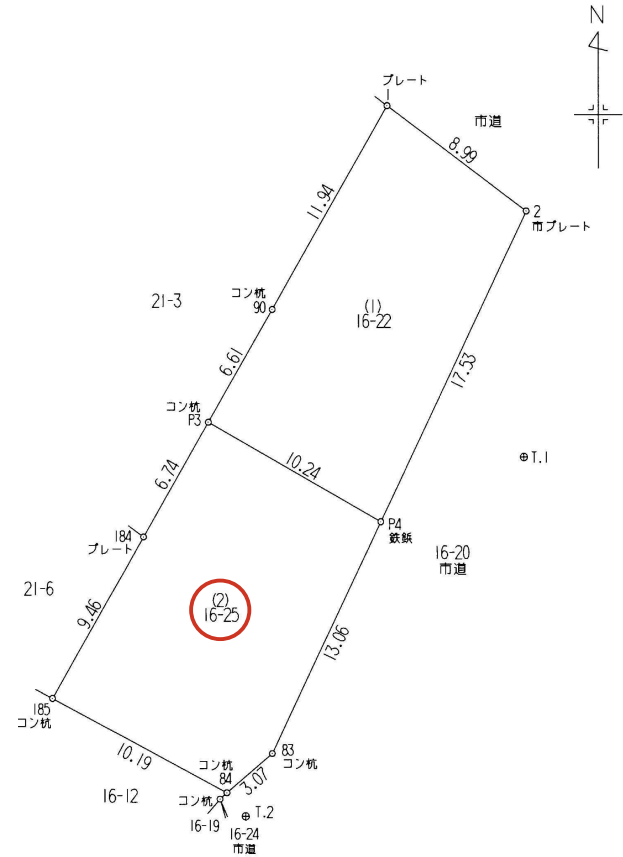 N
プレート
市道
8.99
2
市プレート
11.94
コン杭
90
21-3
(1)
16-22
6.61
17.53
コン杭
P3
10.24
T.1
6.74
P4
鉄鋲
184
プレート
16-20
市道
21-6
9.46
(2)
16-25
13.06
185
コン杭
10.19
83
コン杭
コン杭
84
3.07
16-12
コン杭
T.2
16-19
16-24
市道